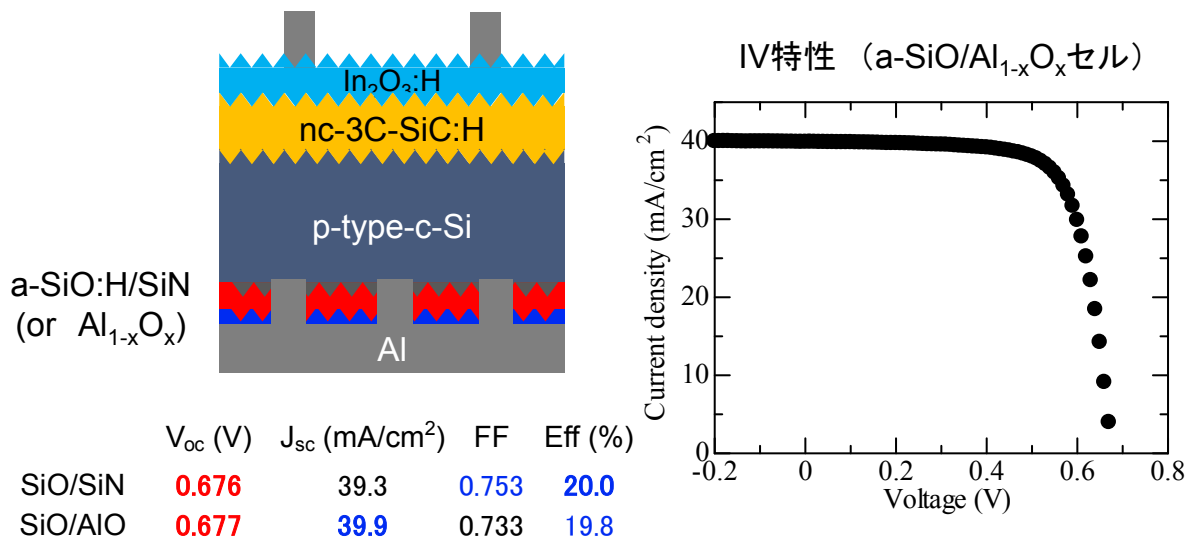 In₂O₃:H
nc-3C-SiC:H
p-type-c-Si
a-SiO:H/SiN
(or Al₁₋ₓOₓ)
Al
Vₒc (V) Jₛc (mA/cm²) FF Eff (%)
SiO/SiN 0.676 39.3 0.753 20.0
SiO/AlO 0.677 39.9 0.733 19.8
IV特性 (a-SiO/Al₁₋ₓOₓセル)
Current density (mA/cm²)
40
30
20
10
0
-0.2 0 0.2 0.4 0.6 0.8
Voltage (V)